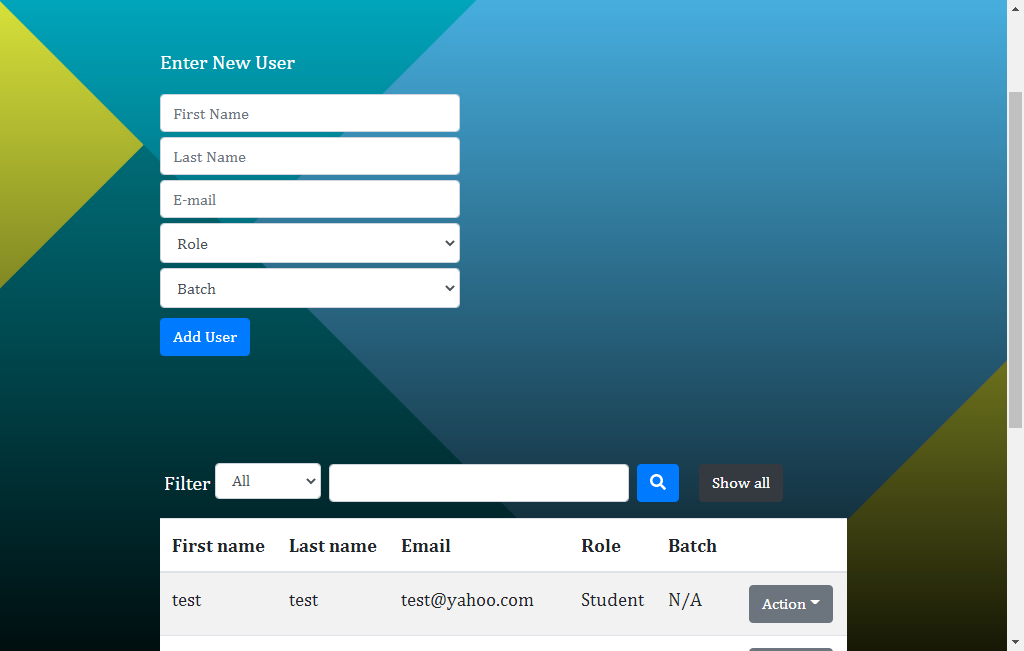 Enter New User
First Name
Last Name
E-mail
Role
Batch
Add User
Filter All Show all
First name Last name Email Role Batch
test test test@yahoo.com Student N/A Action